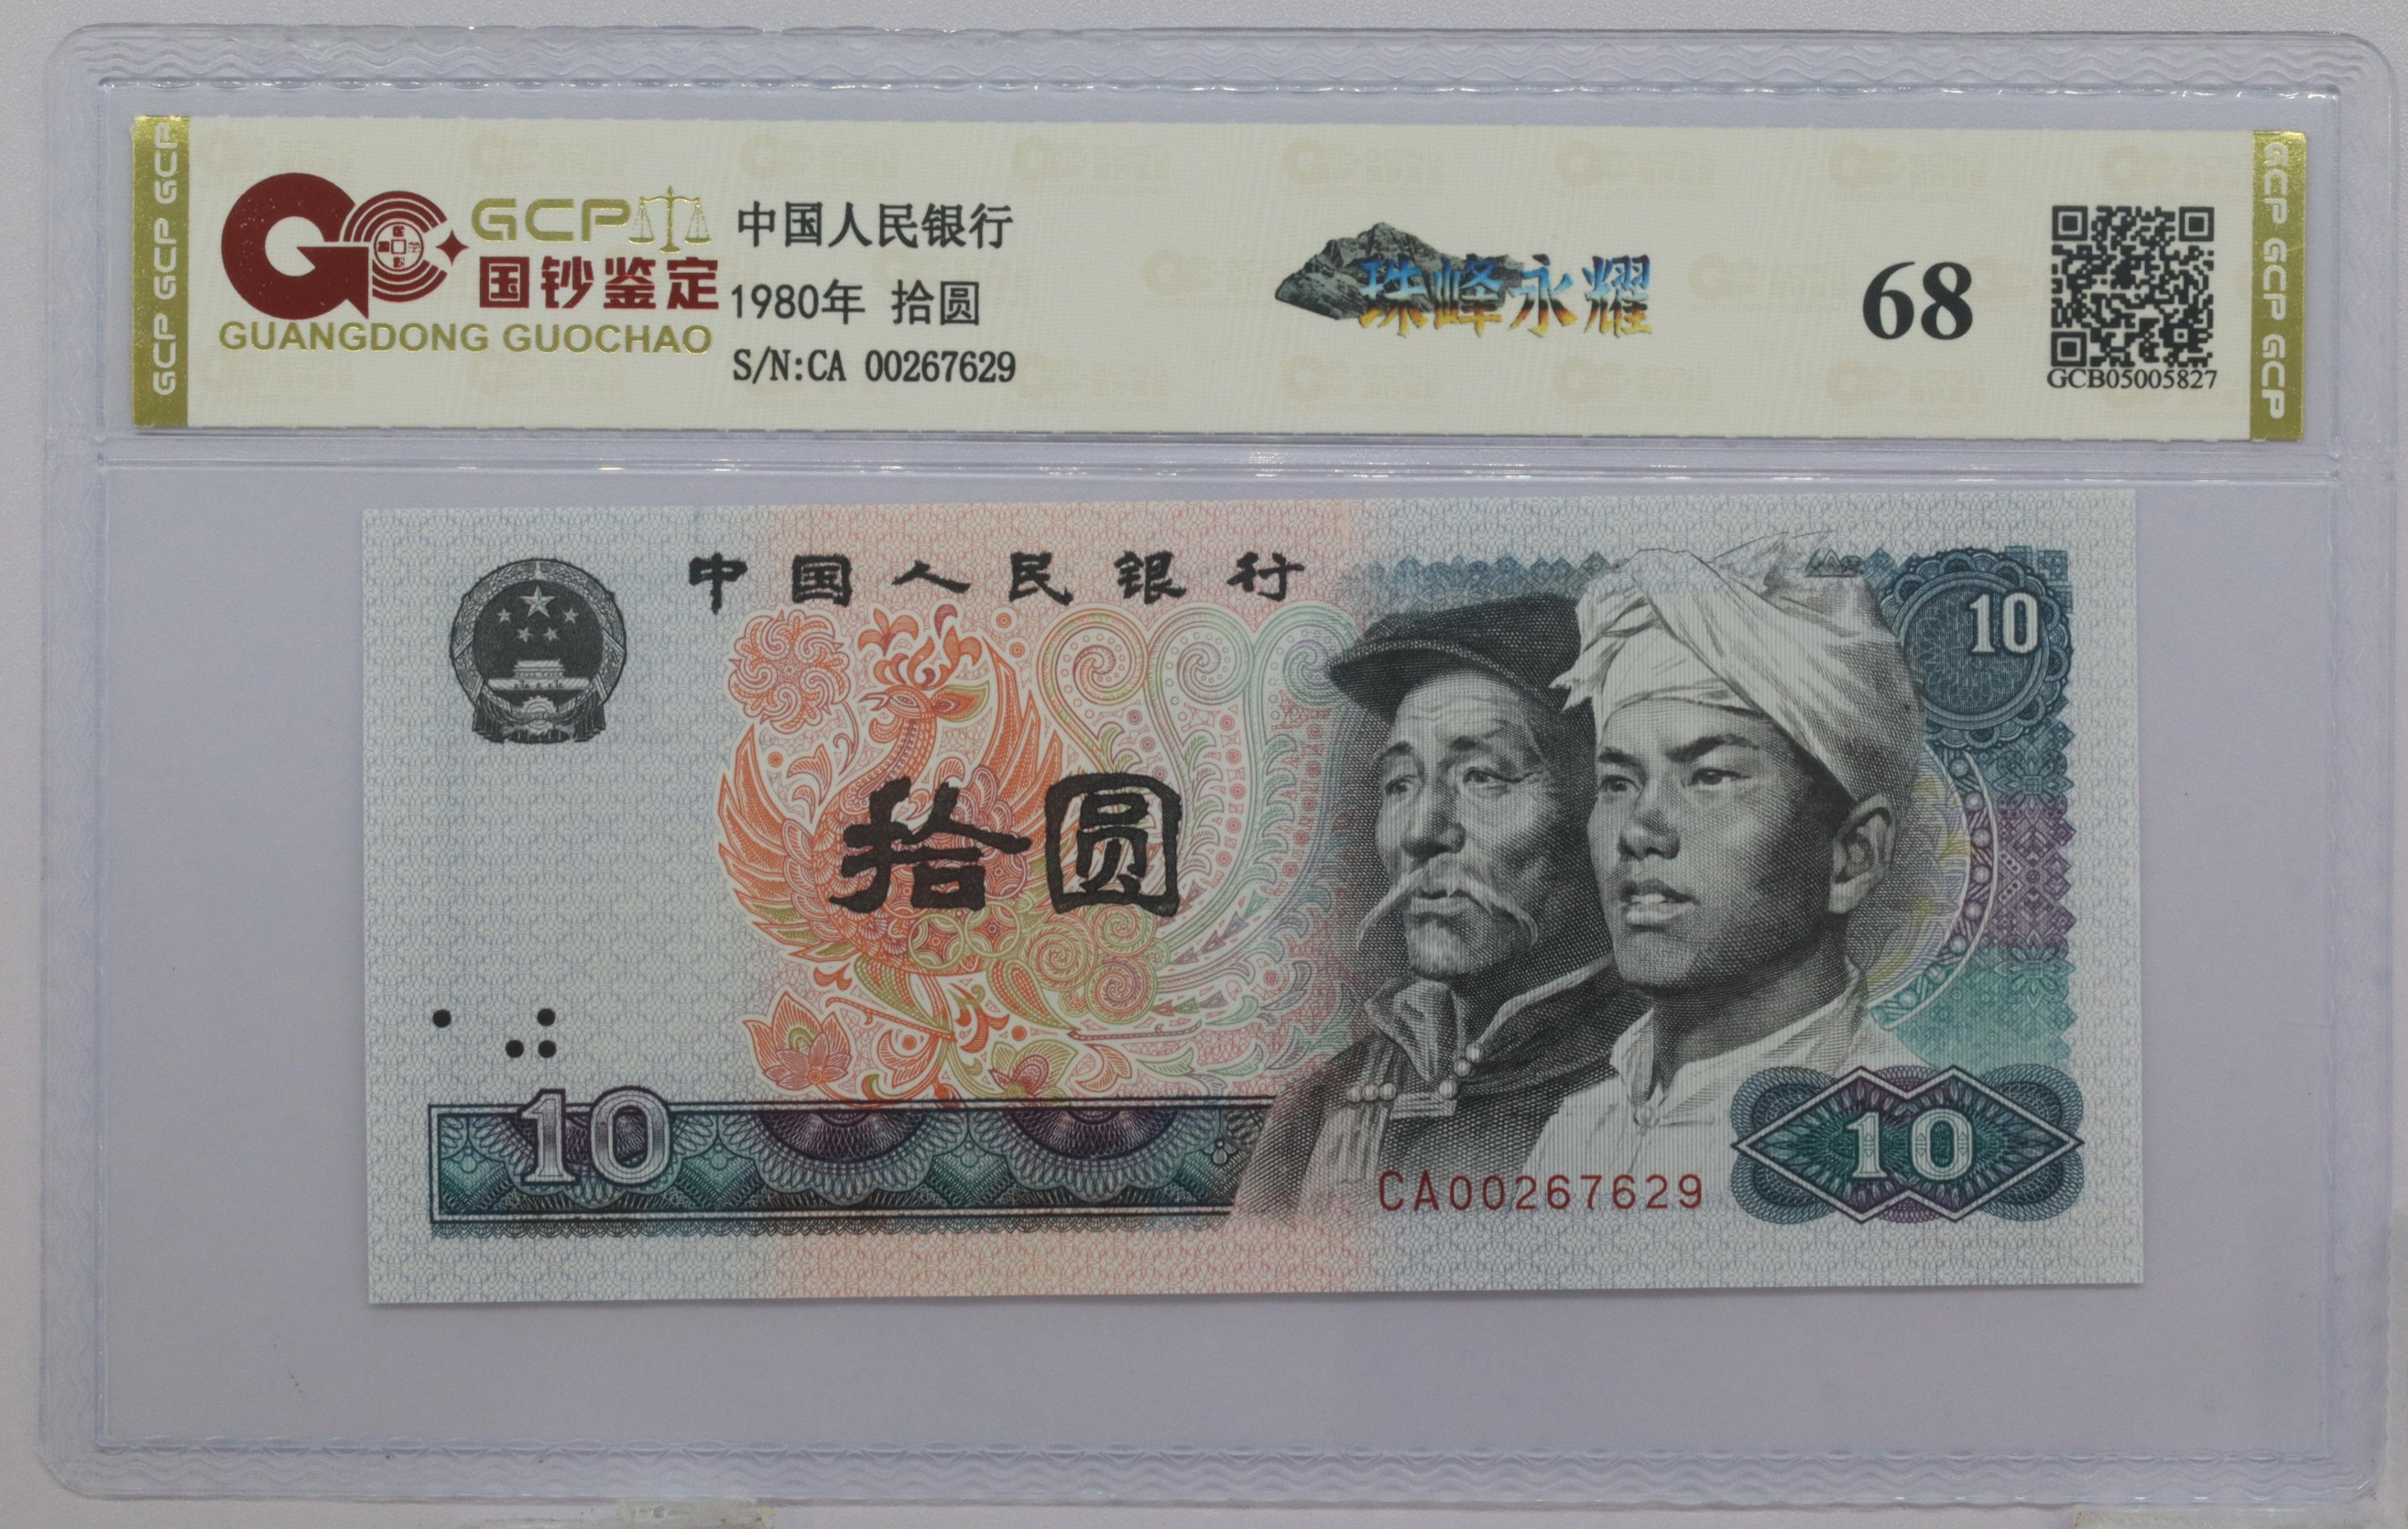 GCP GCP GCP
GCP
国钞鉴定
GUANGDONG GUOCHAO
中国人民银行
1980年 拾圆
S/N:CA 00267629
珠峰永耀
68
GCB05005827
GCP GCP GCP
中国人民银行
10
拾圆
10
CA00267629
10